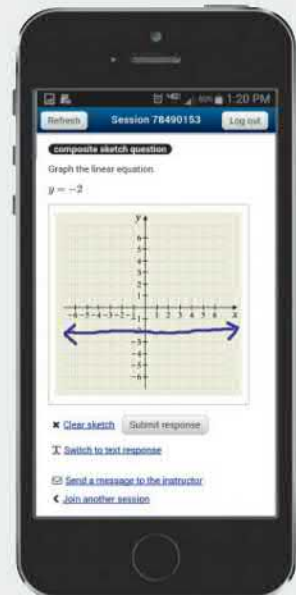 1:20 PM
Refresh Session 78490153 Log out
composite sketch question
Graph the linear equation.
y = −2
y
6
5
4
3
2
1
-6 -5 -4 -3 -2 -1 1 2 3 4 5 6 x
-1
-2
-3
-4
-5
-6
Clear sketch Submit response
T Switch to text response
Send a message to the instructor
Join another session